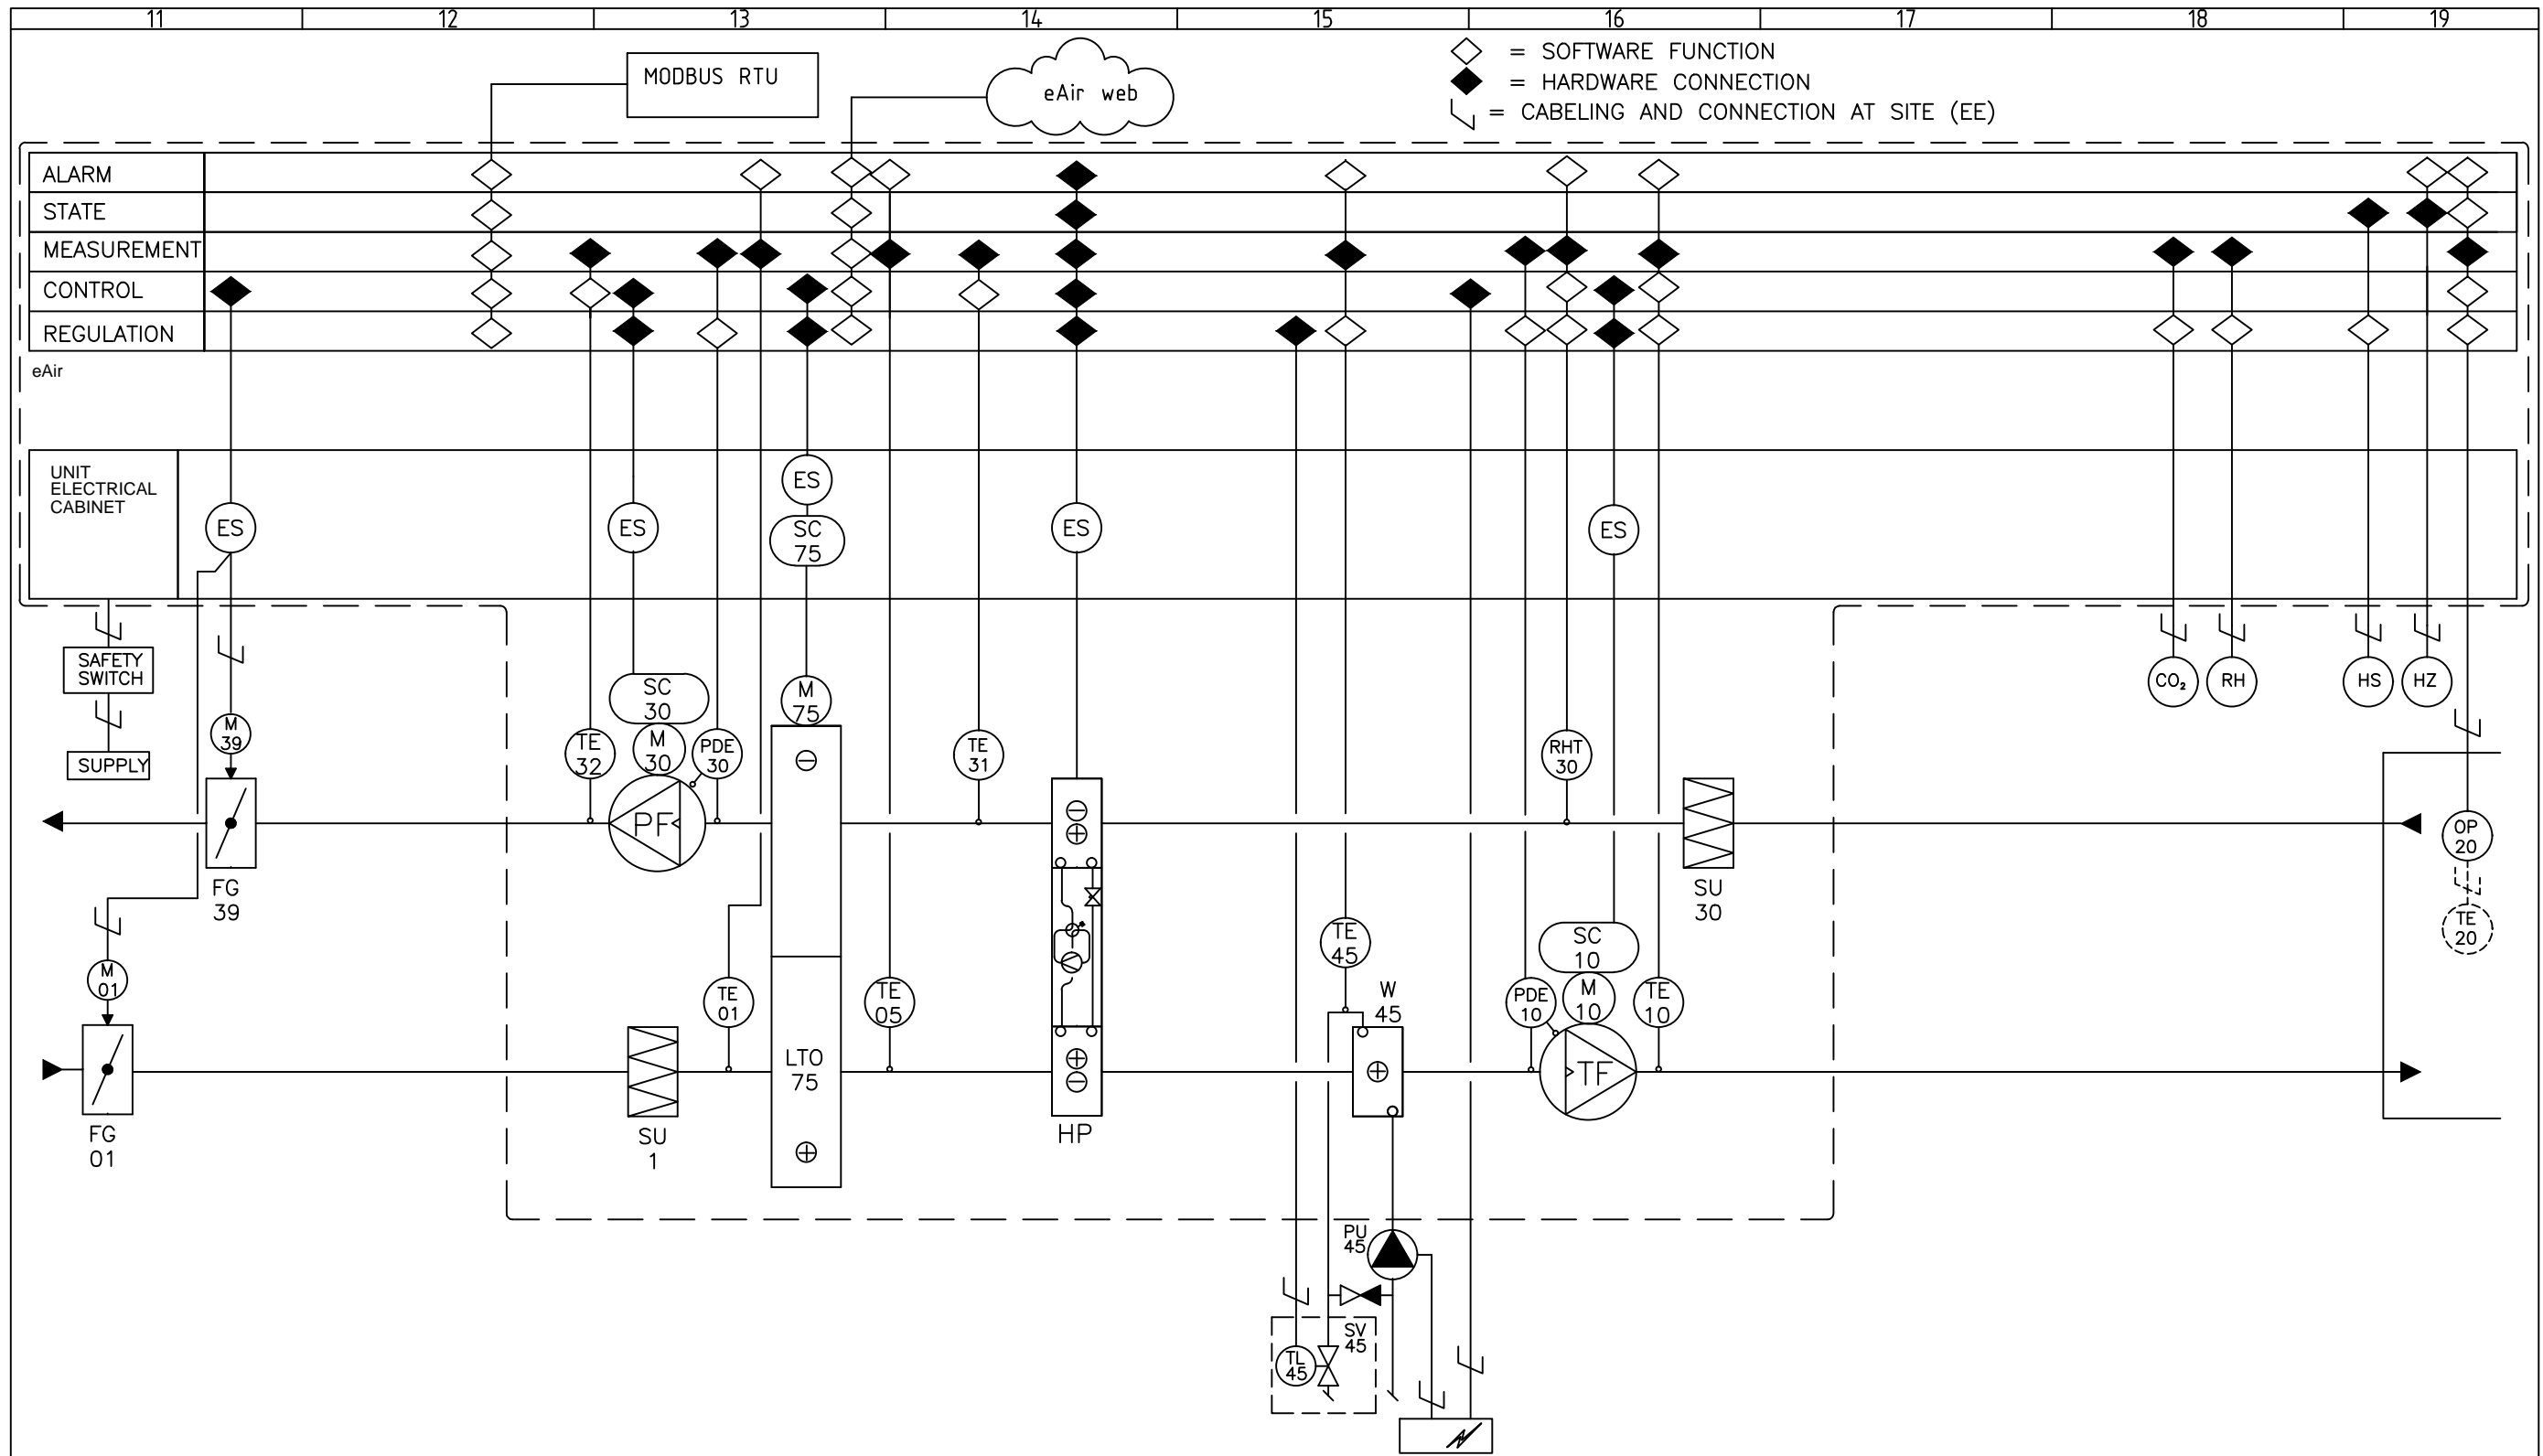 11 12 13 14 15 16 17 18 19
MODBUS RTU
eAir web
= SOFTWARE FUNCTION
= HARDWARE CONNECTION
= CABELING AND CONNECTION AT SITE (EE)
ALARM
STATE
MEASUREMENT
CONTROL
REGULATION
eAir
UNIT
ELECTRICAL
CABINET
ES
ES
ES
SC
75
ES
ES
SAFETY
SWITCH
SUPPLY
M
39
TE
32
SC
30
M
30
PDE
30
M
75
TE
31
RHT
30
CO₂
RH
HS
HZ
PF
FG
39
SU
30
OP
20
TE
20
M
01
TE
01
TE
05
TE
45
W
45
SC
10
PDE
10
M
10
TE
10
FG
01
SU
1
LTO
75
HP
TF
PU
45
SV
45
TL
45